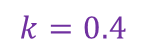 k = 0.4